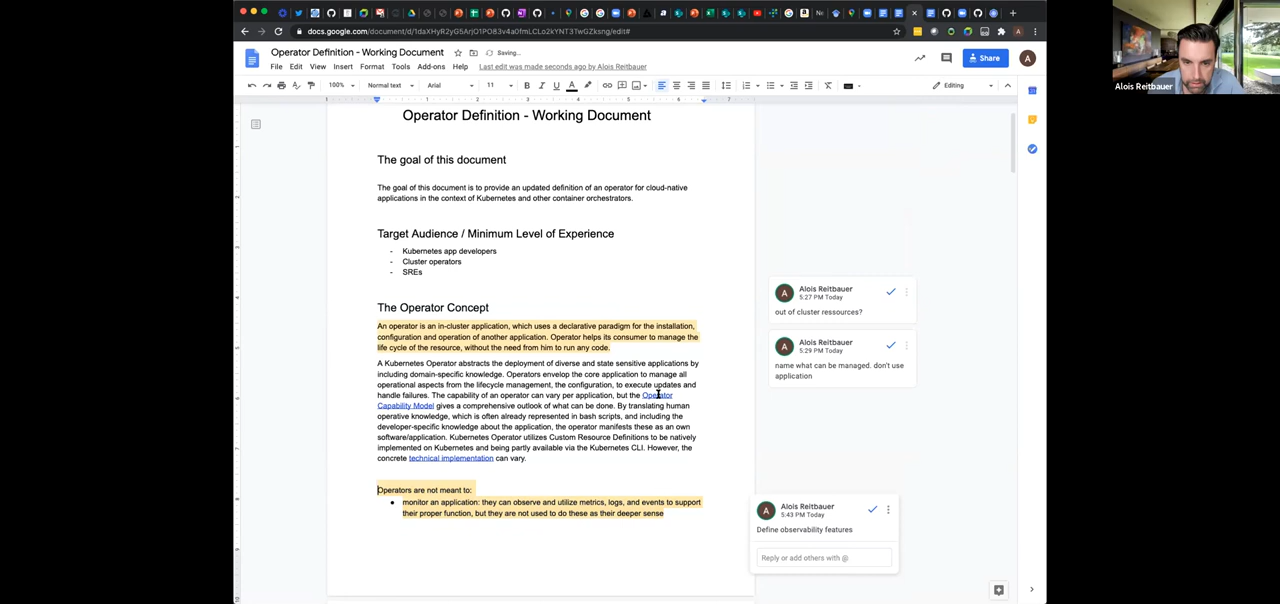 docs.google.com/document/d/1daXHyR2yG5ArjO1PO83v4a0fmLCLo2kYNT3TwGZksng/edit#
Operator Definition - Working Document
Saving...
File Edit View Insert Format Tools Add-ons Help Last edit was made seconds ago by Alois Reitbauer
Share
A
100% Normal text Arial 11 B I U A Editing
Operator Definition - Working Document
The goal of this document
The goal of this document is to provide an updated definition of an operator for cloud-native
applications in the context of Kubernetes and other container orchestrators.
Target Audience / Minimum Level of Experience
- Kubernetes app developers
- Cluster operators
- SREs
The Operator Concept
An operator is an in-cluster application, which uses a declarative paradigm for the installation,
configuration and operation of another application. Operator helps its consumer to manage the
life cycle of the resource, without the need from him to run any code.
A Kubernetes Operator abstracts the deployment of diverse and state sensitive applications by
including domain-specific knowledge. Operators envelop the core application to manage all
operational aspects from the lifecycle management, the configuration, to execute updates and
handle failures. The capability of an operator can vary per application, but the Operator
Capability Model gives a comprehensive outlook of what can be done. By translating human
operative knowledge, which is often already represented in bash scripts, and including the
developer-specific knowledge about the application, the operator manifests these as an own
software/application. Kubernetes Operator utilizes Custom Resource Definitions to be natively
implemented on Kubernetes and being partly available via the Kubernetes CLI. However, the
concrete technical implementation can vary.
Operators are not meant to:
● monitor an application: they can observe and utilize metrics, logs, and events to support
their proper function, but they are not used to do these as their deeper sense
A
Alois Reitbauer
5:27 PM Today
out of cluster ressources?
A
Alois Reitbauer
5:29 PM Today
name what can be managed. don't use
application
A
Alois Reitbauer
5:43 PM Today
Define observability features
Reply or add others with @
Alois Reitbauer